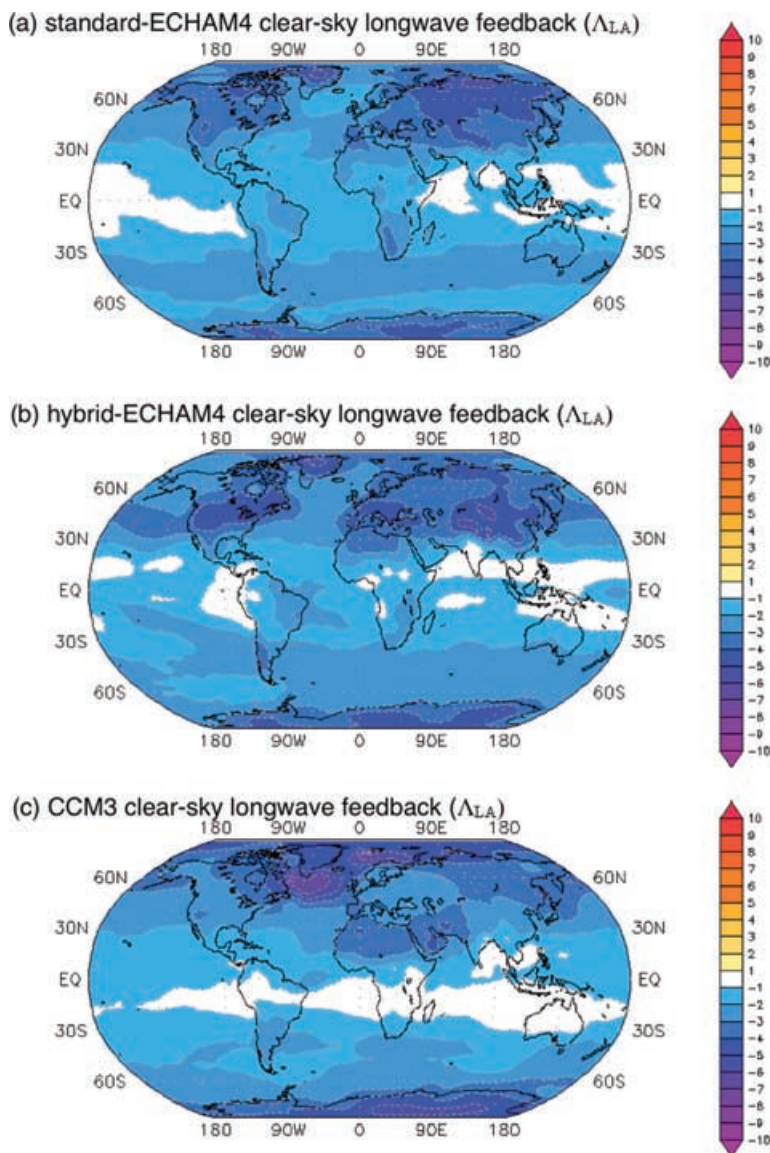 (a) standard-ECHAM4 clear-sky longwave feedback (ΛLA)
180 90W 0 90E 180
60N 60N
30N 30N
EQ EQ
30S 30S
60S 60S
180 90W 0 90E 180
10
9
8
7
6
5
4
3
2
1
-1
-2
-3
-4
-5
-6
-7
-8
-9
-10
(b) hybrid-ECHAM4 clear-sky longwave feedback (ΛLA)
180 90W 0 90E 180
60N 60N
30N 30N
EQ EQ
30S 30S
60S 60S
180 90W 0 90E 180
10
9
8
7
6
5
4
3
2
1
-1
-2
-3
-4
-5
-6
-7
-8
-9
-10
(c) CCM3 clear-sky longwave feedback (ΛLA)
180 90W 0 90E 180
60N 60N
30N 30N
EQ EQ
30S 30S
60S 60S
180 90W 0 90E 180
10
9
8
7
6
5
4
3
2
1
-1
-2
-3
-4
-5
-6
-7
-8
-9
-10